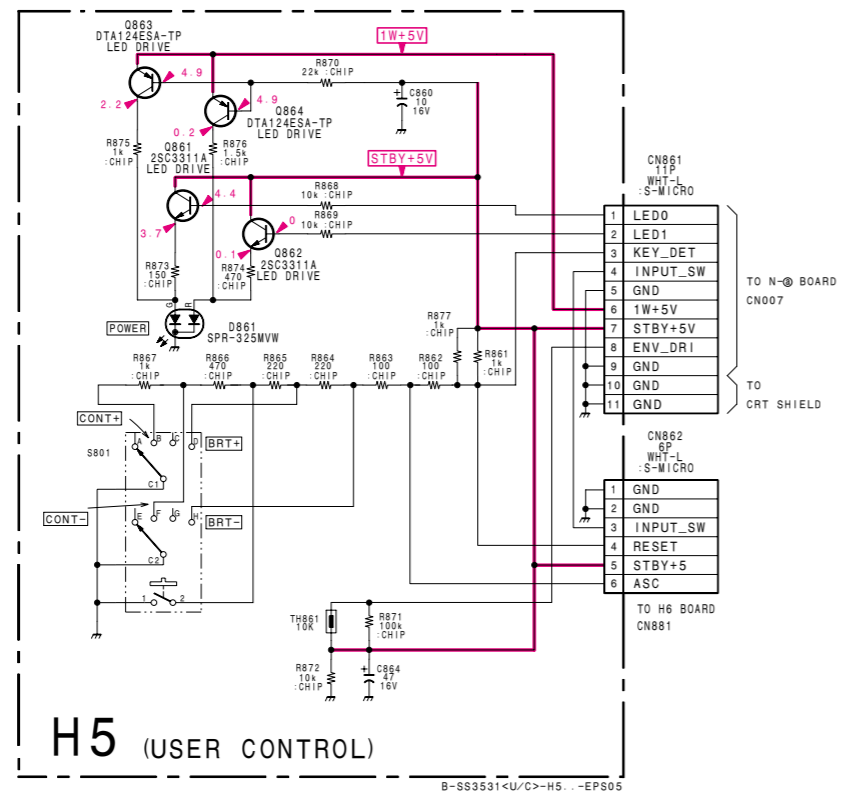 Q863
DTA124ESA-TP
LED DRIVE
1W+5V
4.9
2.2
R870
22k :CHIP
C860
10
16V
+
4.9
Q864
DTA124ESA-TP
LED DRIVE
0.2
R875
1k
:CHIP
Q861
2SC3311A
LED DRIVE
R876
1.5k
:CHIP
STBY+5V
4.4
R868
10k :CHIP
3.7
R869
10k :CHIP
0
0.1
Q862
2SC3311A
LED DRIVE
R873
150
:CHIP
R874
470
:CHIP
G
R
POWER
D861
SPR-325MVW
CN861
11P
WHT-L
:S-MICRO
1 LED0
2 LED1
3 KEY_DET
4 INPUT_SW
5 GND
6 1W+5V
7 STBY+5V
8 ENV_DRI
9 GND
10 GND
11 GND
TO N-@ BOARD
CN007
TO
CRT SHIELD
R877
1k
:CHIP
R861
1k
:CHIP
R867
1k
:CHIP
R866
470
:CHIP
R865
220
:CHIP
R864
220
:CHIP
R863
100
:CHIP
R862
100
:CHIP
CONT+
S801
A
B
C
D
BRT+
C1
CONT-
E
F
G
H
BRT-
C2
1
2
CN862
6P
WHT-L
:S-MICRO
1 GND
2 GND
3 INPUT_SW
4 RESET
5 STBY+5
6 ASC
TO H6 BOARD
CN881
TH861
10K
R871
100k
:CHIP
R872
10k
:CHIP
+
C864
47
16V
H5 (USER CONTROL)
B-SS3531<U/C>-H5..-EPS05